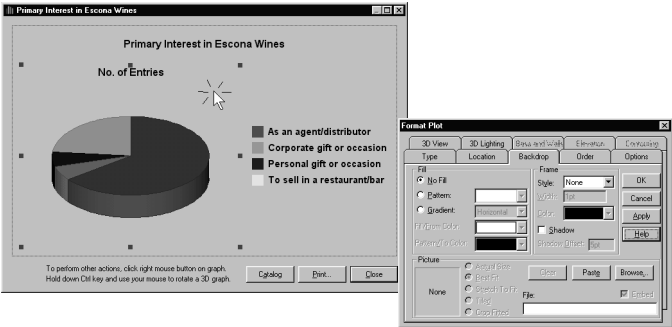 Primary Interest in Escona Wines
Primary Interest in Escona Wines
No. of Entries
As an agent/distributor
Corporate gift or occasion
Personal gift or occasion
To sell in a restaurant/bar
To perform other actions, click right mouse button on graph.
Hold down Ctrl key and use your mouse to rotate a 3D graph.
Catalog Print... Close
Format Plot
3D View 3D Lighting Base and Walls Elevation Contouring
Type Location Backdrop Order Options
Fill
No Fill
Pattern:
Gradient: Horizontal
Fill/From Color:
Pattern/To Color:
Frame
Style: None
Width: 1pt
Color:
Shadow
Shadow Offset: 5pt
OK
Cancel
Apply
Help
Picture
None
Actual Size
Best Fit
Stretch To Fit
Tiled
Crop Fitted
Clear Paste Browse...
File: Embed